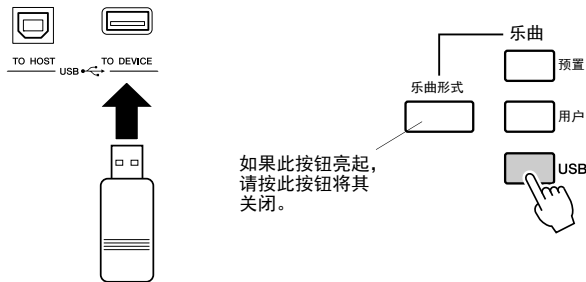 TO HOST
USB
TO DEVICE
乐曲
预置
乐曲形式
用户
如果此按钮亮起，
请按此按钮将其
关闭。
USB